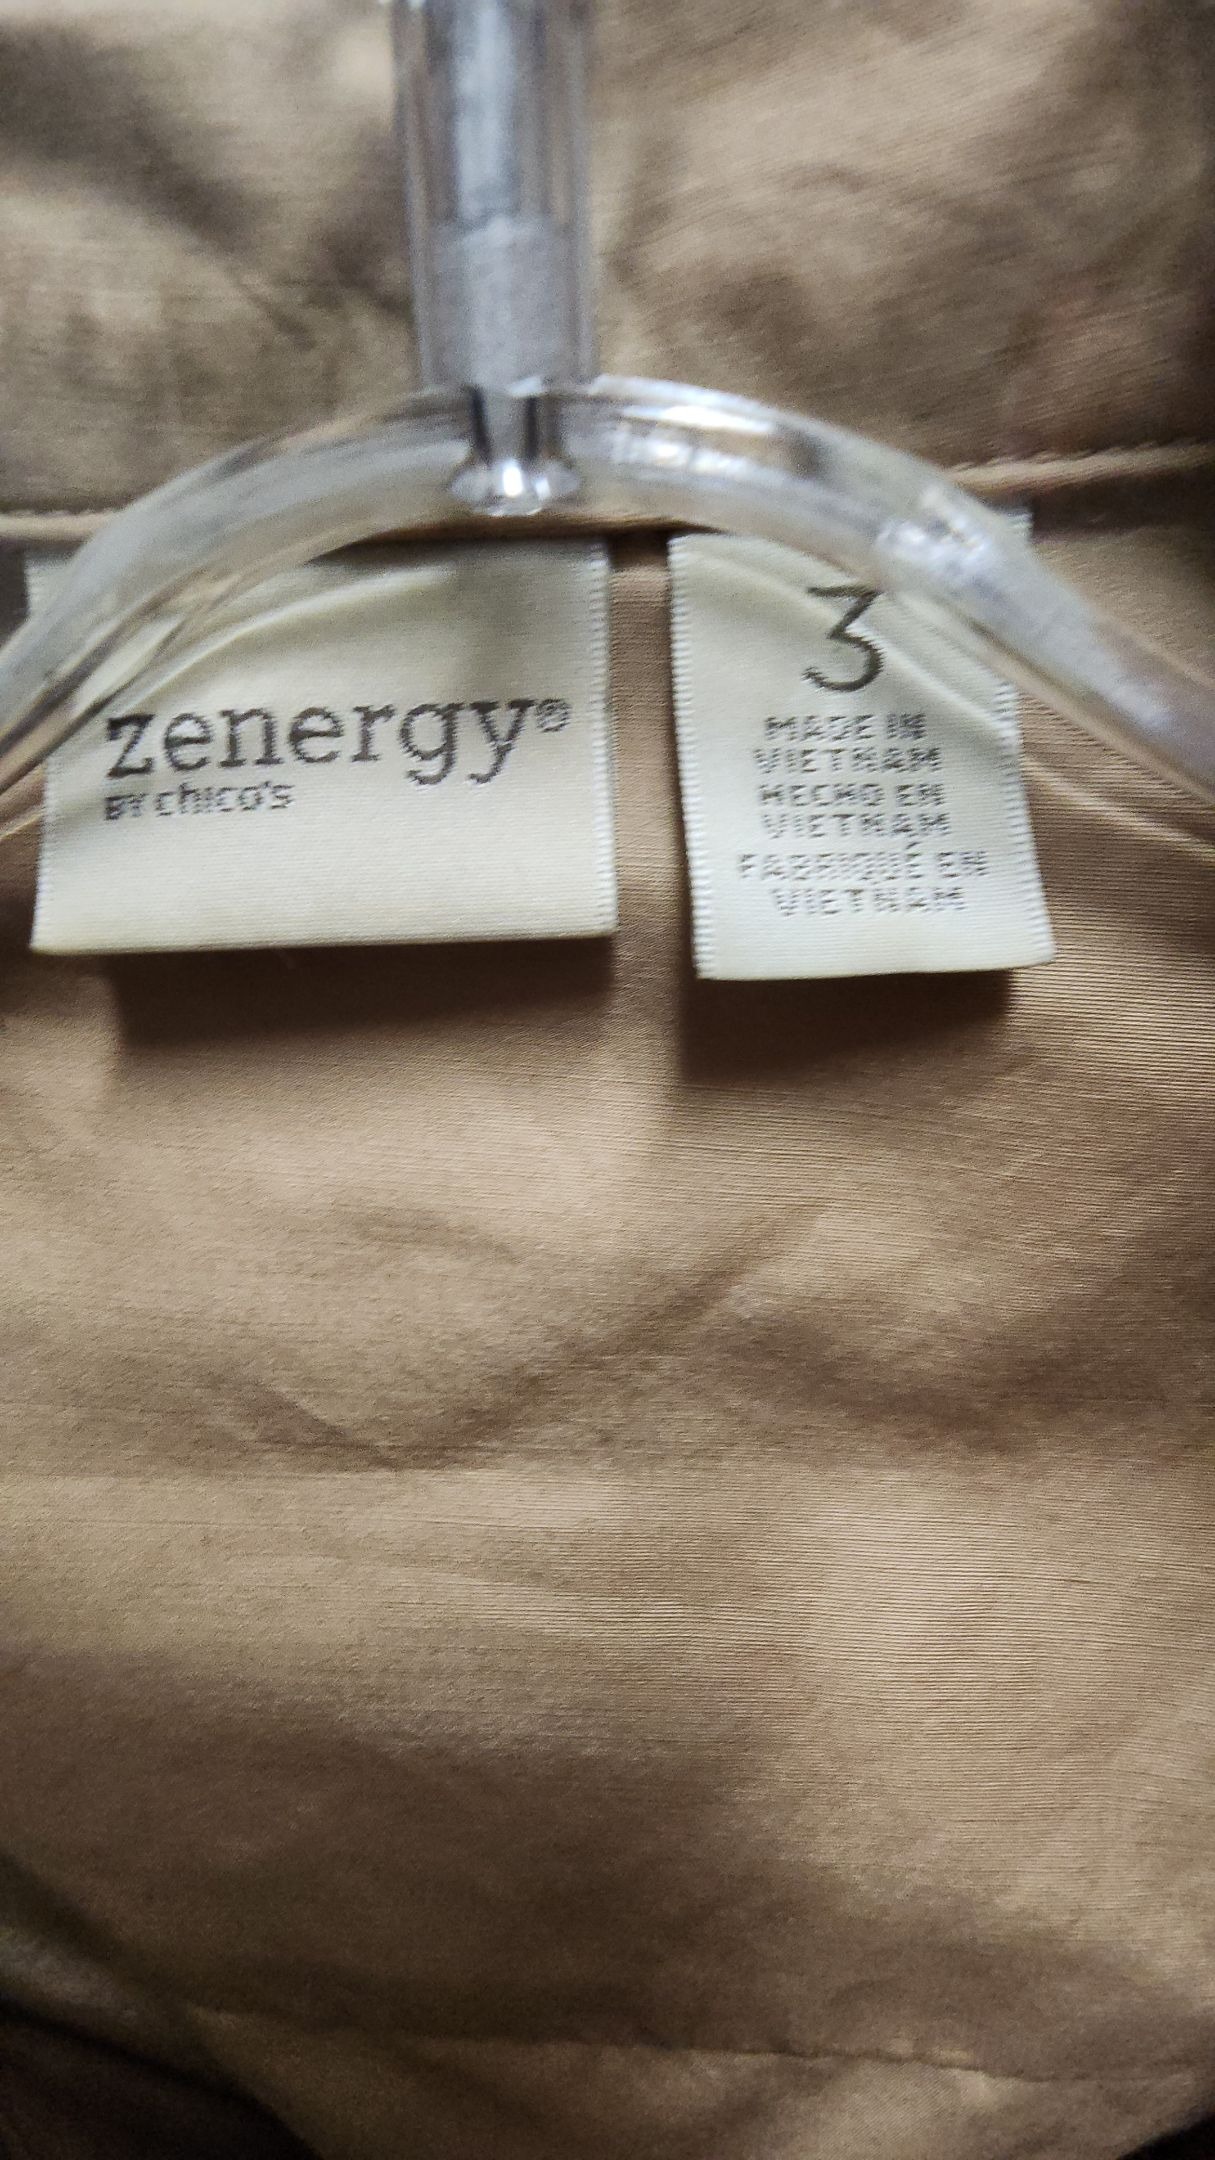 zenergy®
BY chico's
3
MADE IN
VIETNAM
HECHO EN
VIETNAM
FABRIQUÉ EN
VIETNAM